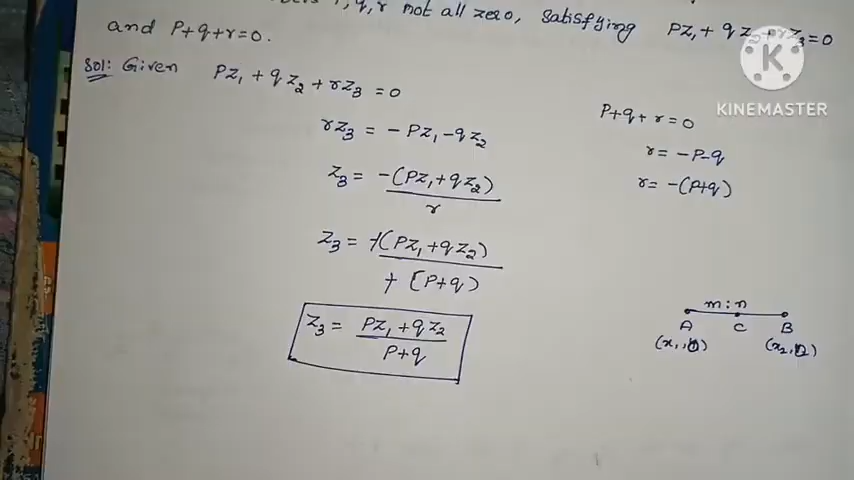 q, r not all zero, satisfying pz₁ + qz₂ + rz₃ = 0
and p+q+r=0.
Sol: Given pz₁ + qz₂ + rz₃ = 0
rz₃ = -pz₁ - qz₂
z₃ = -(pz₁ + qz₂) / r
z₃ = -(pz₁ + qz₂) / -(p+q)
z₃ = pz₁ + qz₂ / p+q
p+q+r=0
r = -p-q
r = -(p+q)
m:n
A C B
KINEMASTER